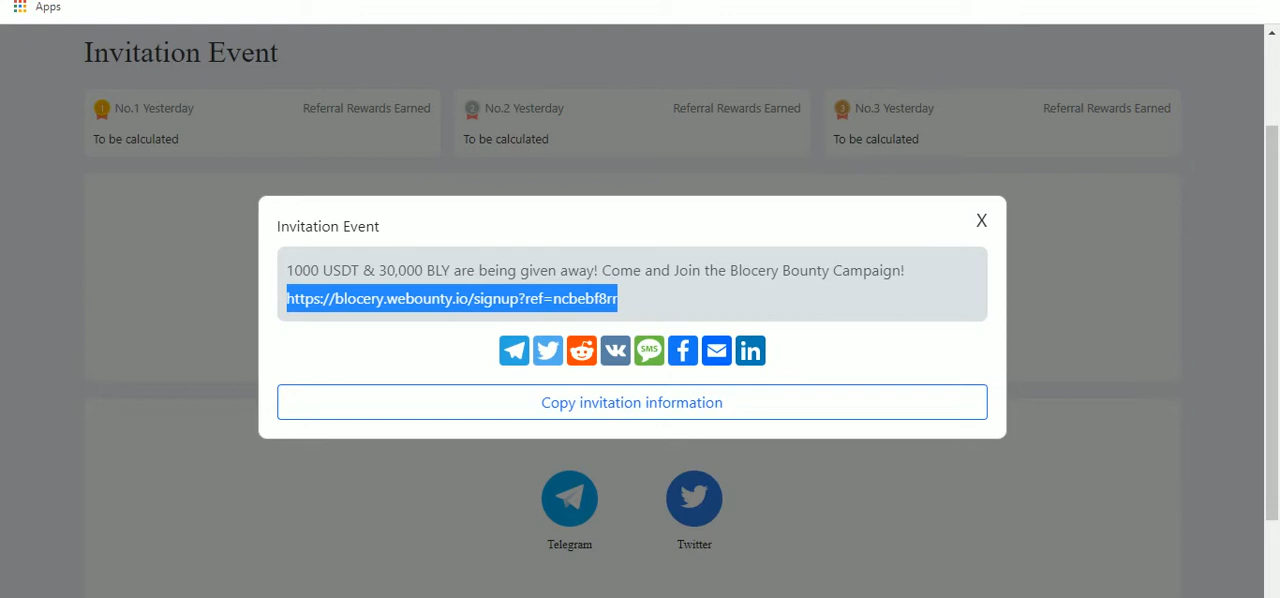 Apps
Invitation Event
1 No.1 Yesterday Referral Rewards Earned
To be calculated
2 No.2 Yesterday Referral Rewards Earned
To be calculated
3 No.3 Yesterday Referral Rewards Earned
To be calculated
Invitation Event
X
1000 USDT & 30,000 BLY are being given away! Come and Join the Blocery Bounty Campaign!
https://blocery.webounty.io/signup?ref=ncbebf8rr
SMS
Copy invitation information
Telegram
Twitter